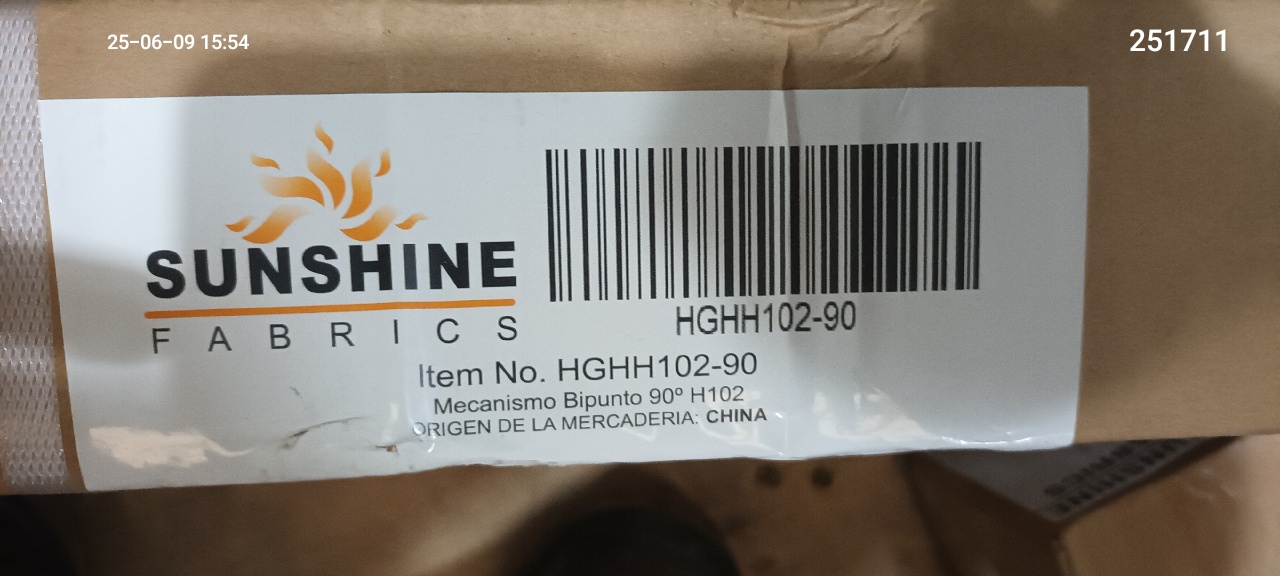 25-06-09 15:54
251711
SUNSHINE
FABRICS
HGHH102-90
Item No. HGHH102-90
Mecanismo Bipunto 90º H102
ORIGEN DE LA MERCADERIA: CHINA